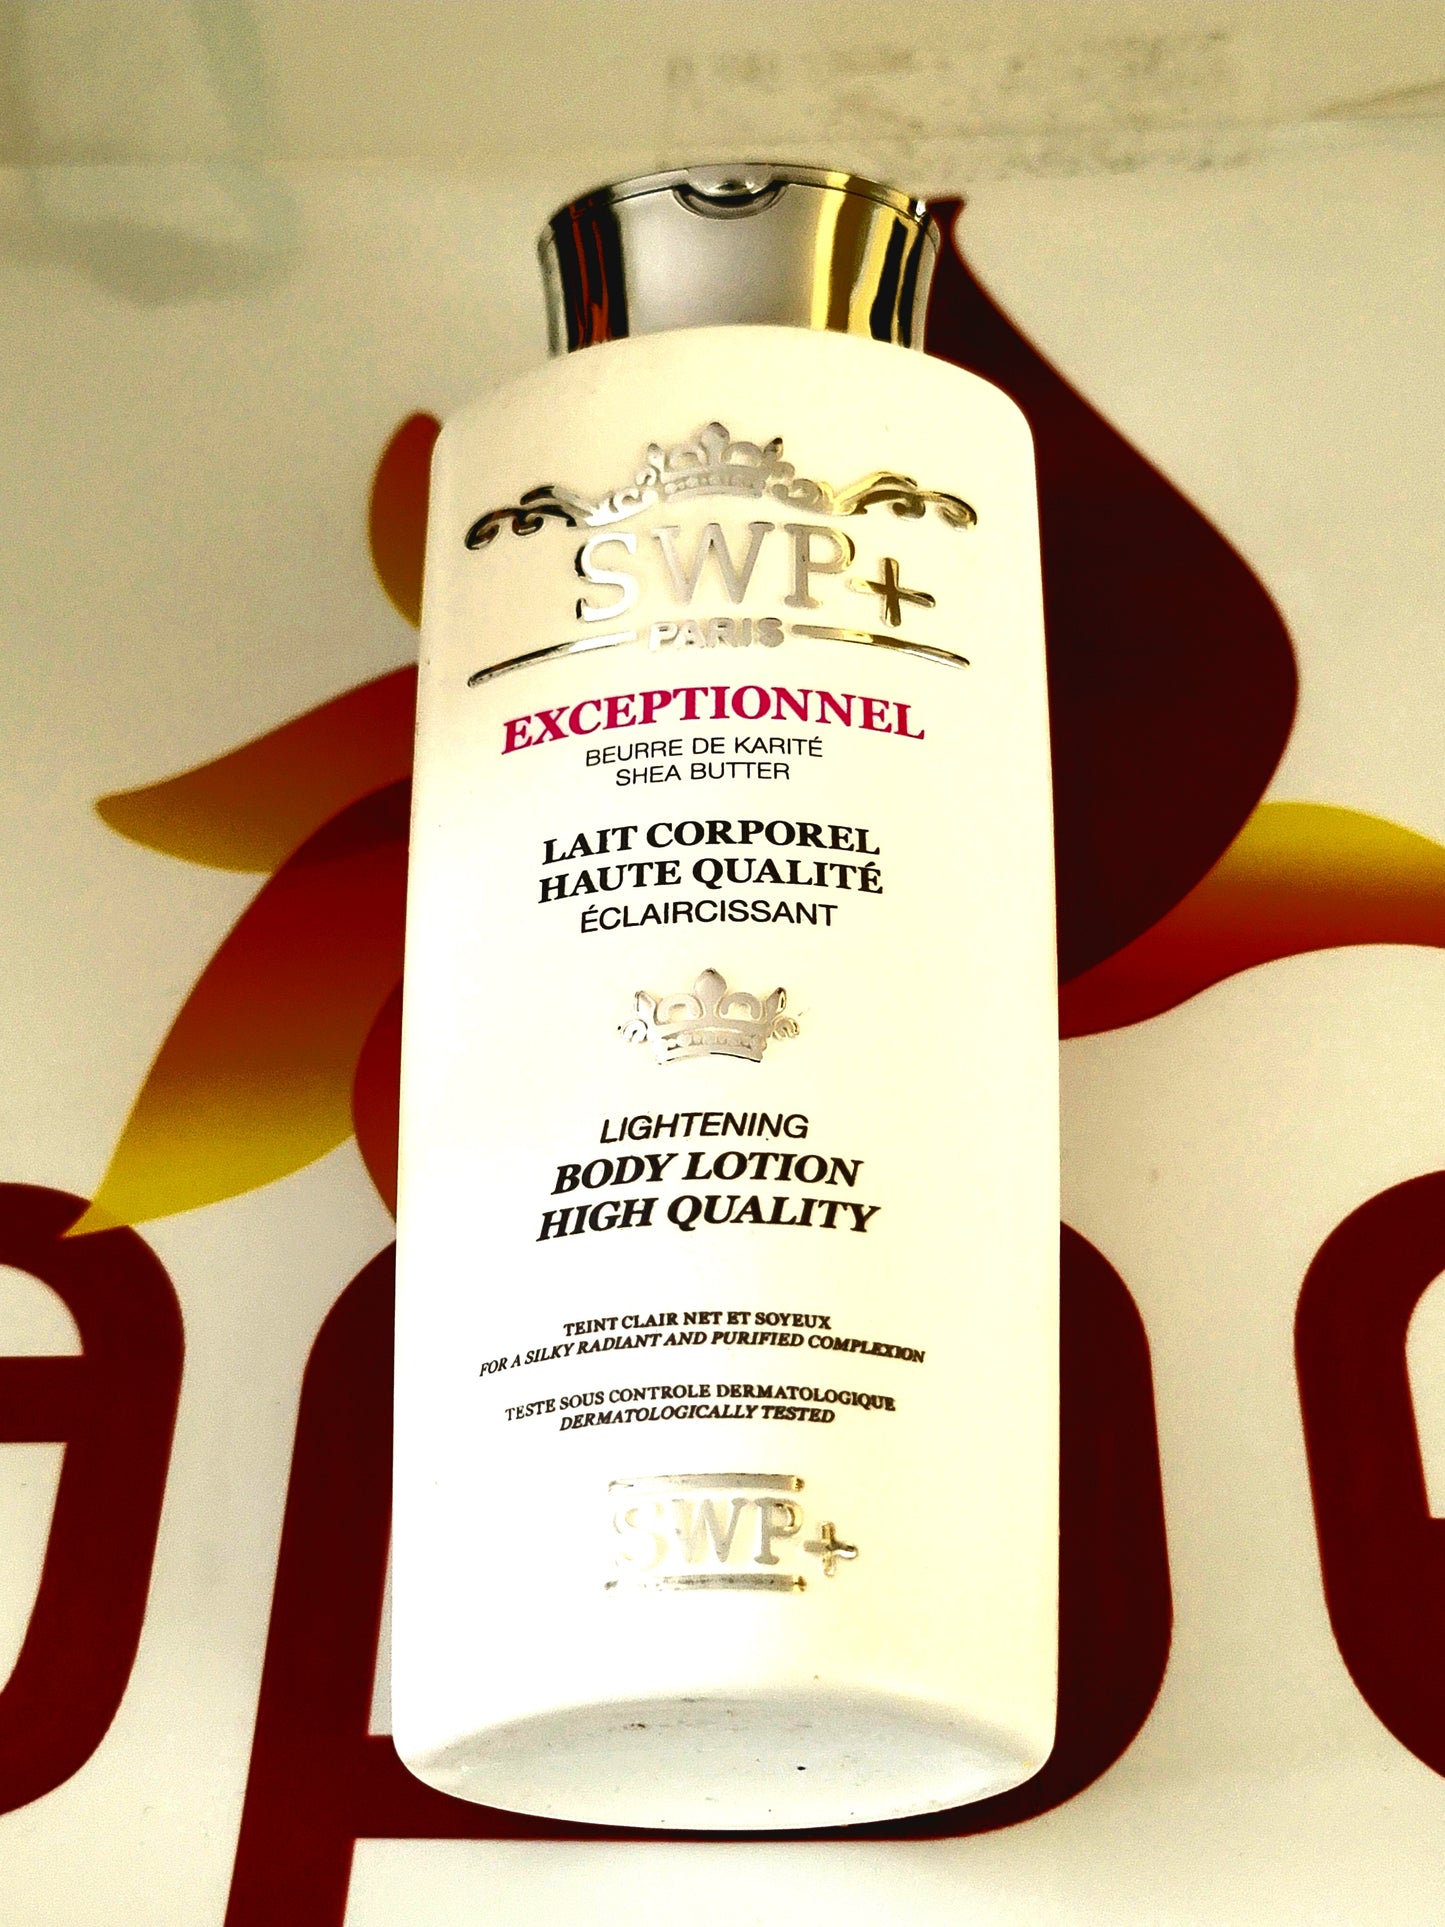 SWP+
PARIS
EXCEPTIONNEL
BEURRE DE KARITÉ
SHEA BUTTER
LAIT CORPOREL
HAUTE QUALITÉ
ÉCLAIRCISSANT
LIGHTENING
BODY LOTION
HIGH QUALITY
TEINT CLAIR NET ET SOYEUX
FOR A SILKY RADIANT AND PURIFIED COMPLEXION
TESTE SOUS CONTROLE DERMATOLOGIQUE
DERMATOLOGICALLY TESTED
SWP+